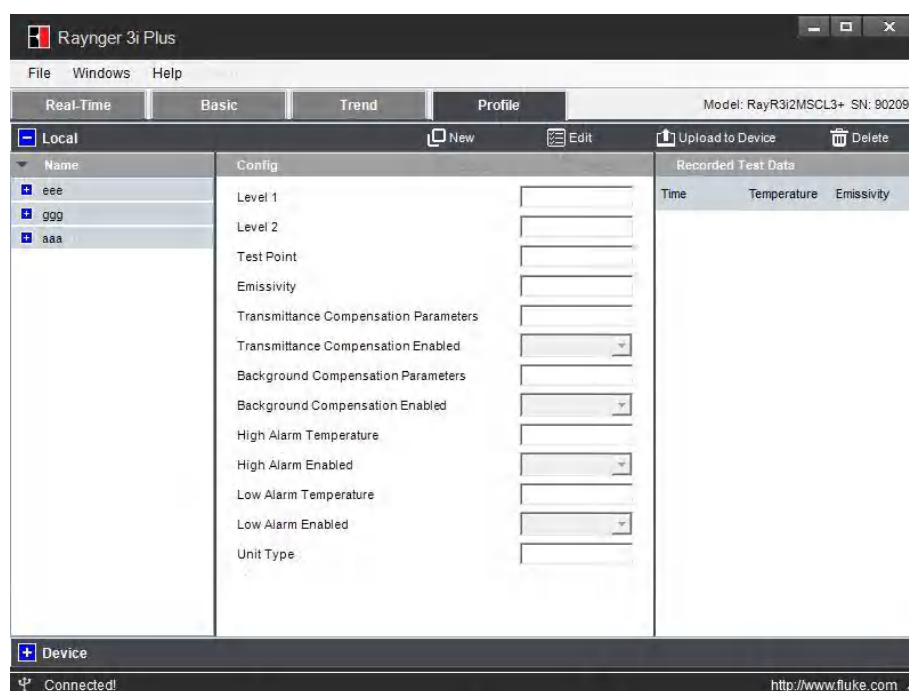 Raynger 3i Plus
File Windows Help
Real-Time Basic Trend Profile Model: RayR3i2MSCL3+ SN: 90209
Local New Edit Upload to Device Delete
Name Config Recorded Test Data
eee
ggg
aaa
Level 1
Level 2
Test Point
Emissivity
Transmittance Compensation Parameters
Transmittance Compensation Enabled
Background Compensation Parameters
Background Compensation Enabled
High Alarm Temperature
High Alarm Enabled
Low Alarm Temperature
Low Alarm Enabled
Unit Type
Time Temperature Emissivity
Device
Connected! http://www.fluke.com